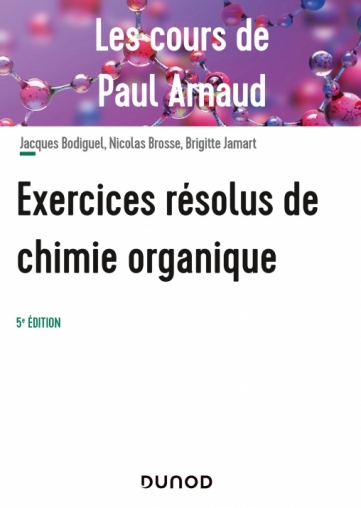 Les cours de
Paul Arnaud
Jacques Bodiguel, Nicolas Brosse, Brigitte Jamart
Exercices résolus de
chimie organique
5e ÉDITION
DUNOD